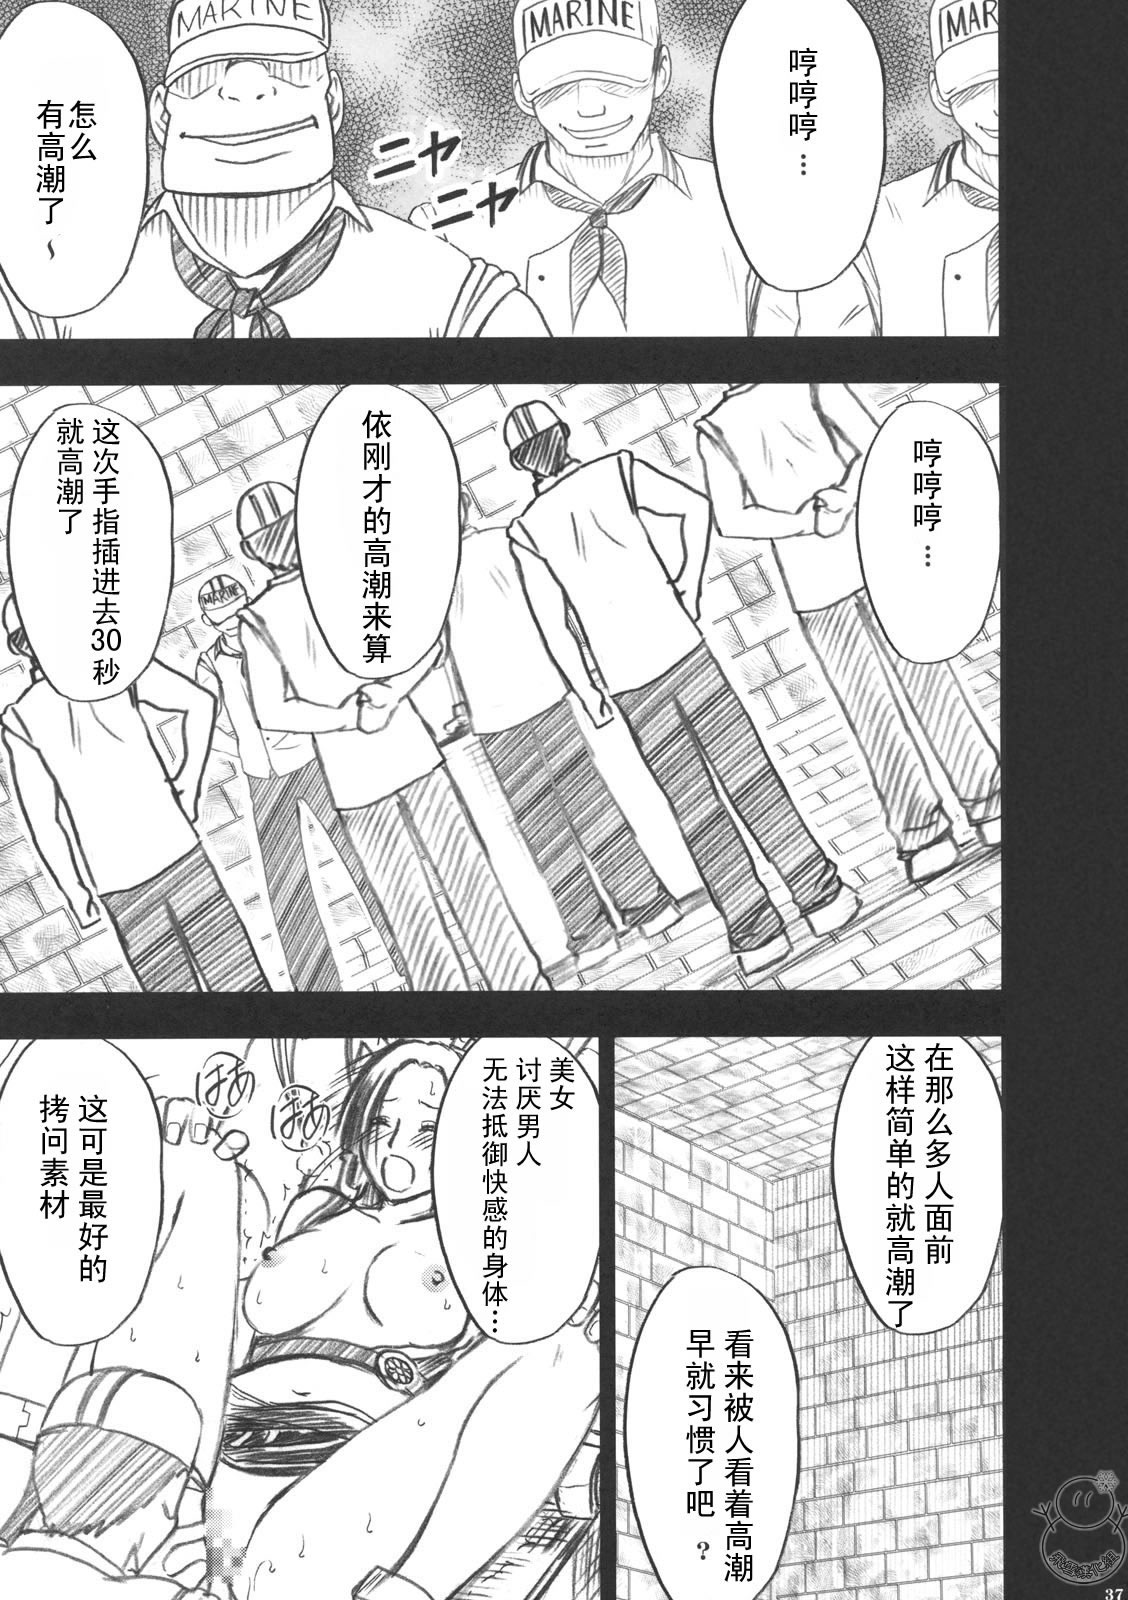 MARINE
MARINE
MAR
哼哼哼…
ニヤ
ニヤ
怎么
有高潮了~
哼哼哼…
依刚才的高潮来算
这次手指插进去30秒
就高潮了
MARINE
在那么多人面前
这样简单的就高潮了
看来被人看着高潮
早就习惯了吧?
美女
讨厌男人
无法抵御快感的身体…
はあ
はあ
这可是最好的
拷问素材
37